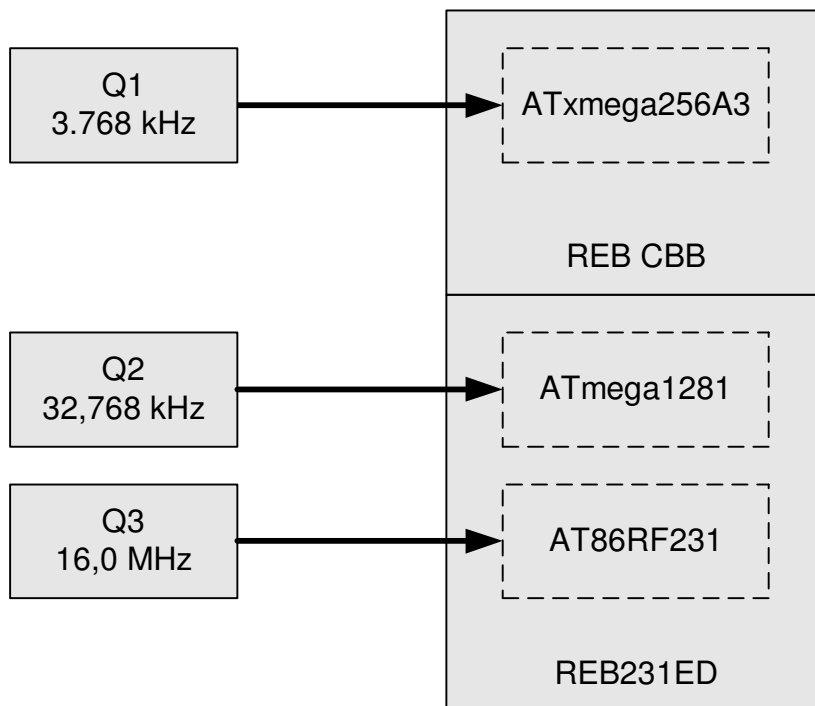 Q1
3.768 kHz
ATxmega256A3
REB CBB
Q2
32,768 kHz
ATmega1281
Q3
16,0 MHz
AT86RF231
REB231ED